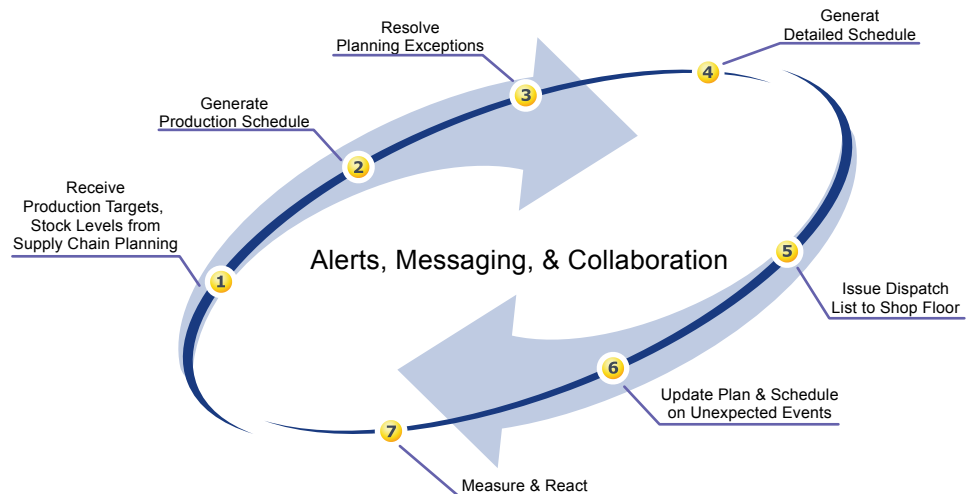 Receive
Production Targets,
Stock Levels from
Supply Chain Planning
1
Generate
Production Schedule
2
Resolve
Planning Exceptions
3
Generat
Detailed Schedule
4
Alerts, Messaging, & Collaboration
5
Issue Dispatch
List to Shop Floor
6
Update Plan & Schedule
on Unexpected Events
7
Measure & React